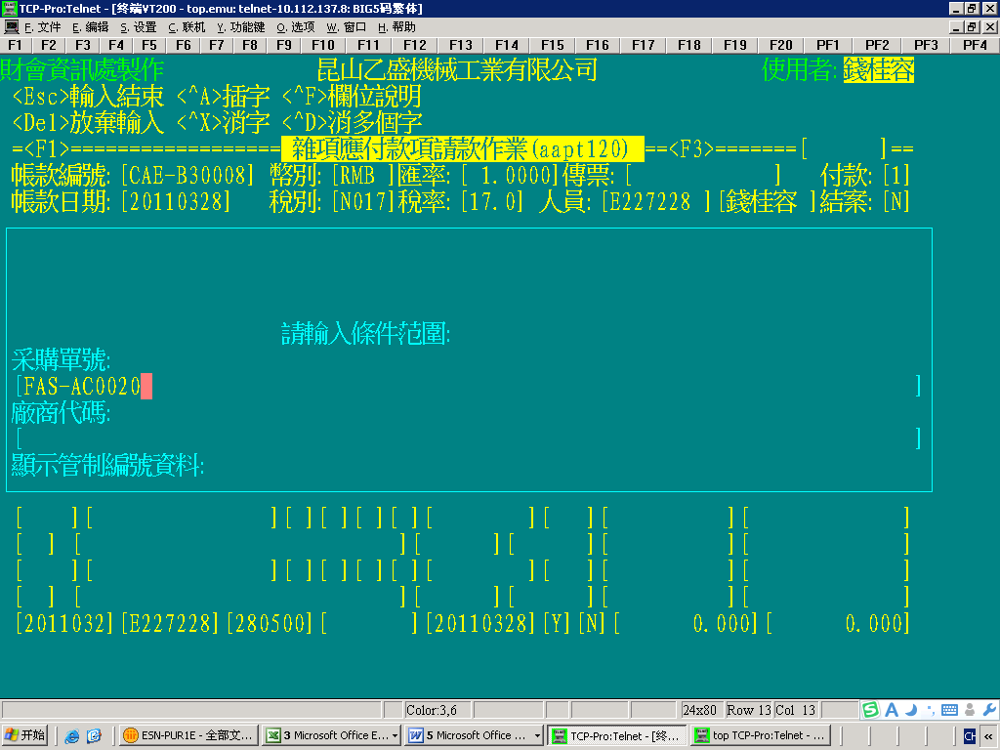 TCP-Pro:Telnet - [终端VT200 - top.emu: telnet-10.112.137.8: BIG5码繁体]
F. 文件 E. 编辑 S. 设置 C. 联机 Y. 功能键 O. 选项 W. 窗口 H. 帮助
F1 F2 F3 F4 F5 F6 F7 F8 F9 F10 F11 F12 F13 F14 F15 F16 F17 F18 F19 F20 PF1 PF2 PF3 PF4
財會資訊處製作 昆山乙盛機械工業有限公司 使用者: 錢桂容
<Esc>輸入結束 <^A>插字 <^F>欄位說明
<Del>放棄輸入 <^X>消字 <^D>消多個字
=<F1>================== 雜項應付款項請款作業(aapt120) ==<F3>=======[ ]==
帳款編號: [CAE-B30008] 幣別: [RMB ]匯率: [ 1.0000]傳票: [ ] 付款: [1]
帳款日期: [20110328] 稅別: [N017]稅率: [17.0] 人員: [E227228 ][錢桂容 ]結案: [N]
請輸入條件范圍:
采購單號:
[FAS-AC0020 ]
廠商代碼:
[ ]
顯示管制編號資料:
[ ][ ][ ][ ][ ][ ][ ][ ][ ][ ]
[ ] [ ][ ][ ][ ][ ]
[ ][ ][ ][ ][ ][ ][ ][ ][ ][ ]
[ ] [ ][ ][ ][ ][ ]
[2011032][E227228][280500][ ][20110328][Y][N][ 0.000][ 0.000]
Color:3,6 24x80 Row 13 Col 13
开始 ESN-PUR1E - 全部文... 3 Microsoft Office E... 5 Microsoft Office ... TCP-Pro:Telnet - [终... top TCP-Pro:Telnet - ... CH «